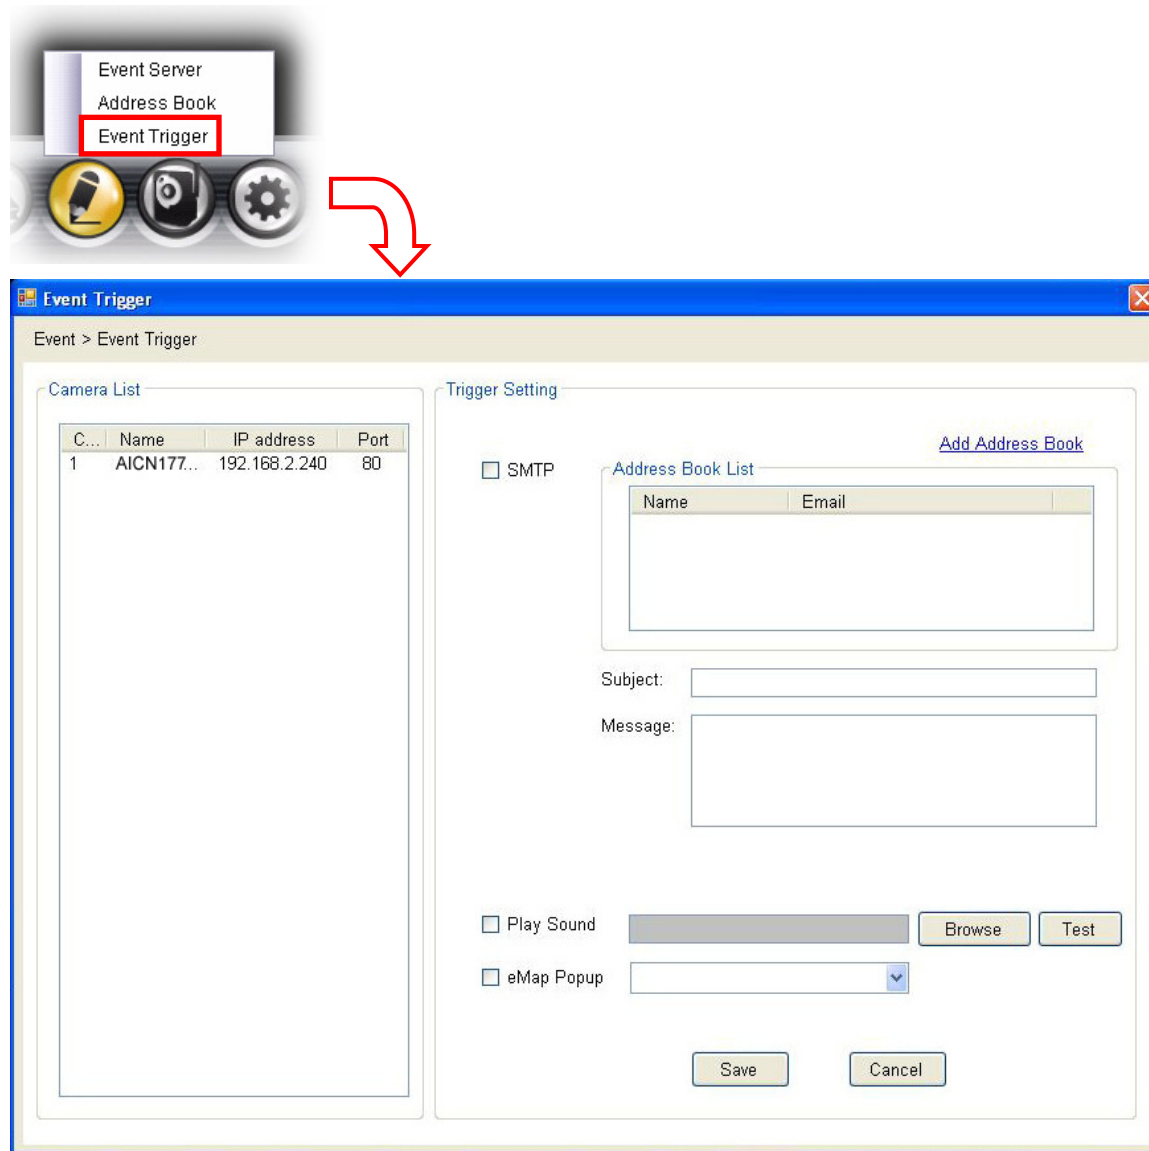 Event Server
Address Book
Event Trigger
Event Trigger
Event > Event Trigger
Camera List
C... Name IP address Port
1 AICN177... 192.168.2.240 80
Trigger Setting
Add Address Book
SMTP
Address Book List
Name Email
Subject:
Message:
Play Sound Browse Test
eMap Popup
Save Cancel